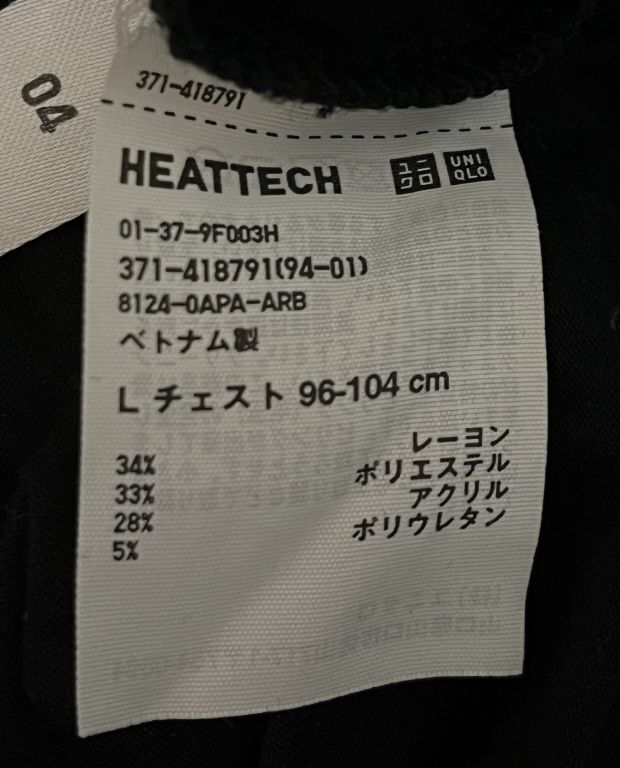 04
371-418791
HEATTECH ユニクロ UNIQLO
01-37-9F003H
371-418791(94-01)
8124-0APA-ARB
ベトナム製
L チェスト 96-104 cm
34% レーヨン
33% ポリエステル
28% アクリル
5% ポリウレタン